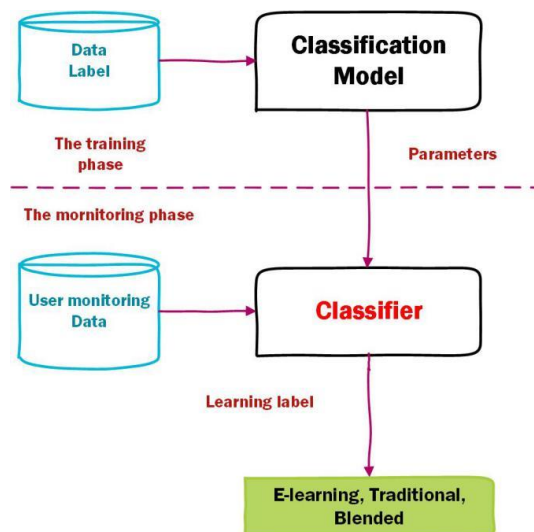 Data
Label
Classification
Model
The training
phase
Parameters
The mornitoring phase
User monitoring
Data
Classifier
Learning label
E-learning, Traditional,
Blended